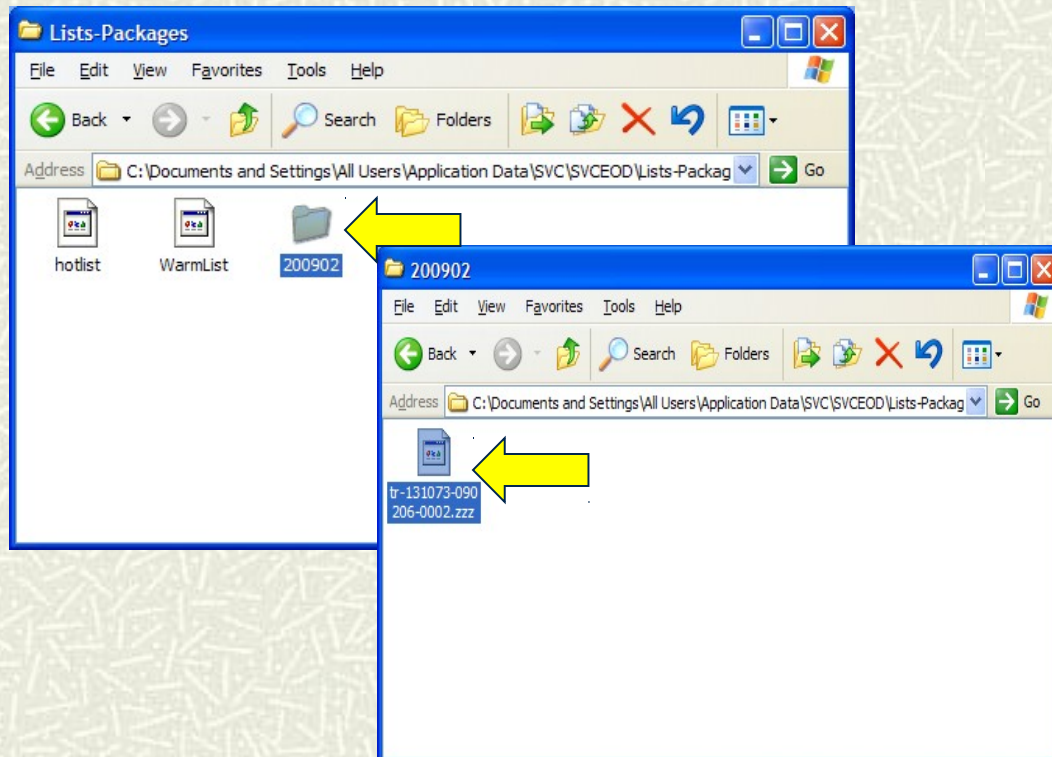 Lists-Packages
File Edit View Favorites Tools Help
Back Search Folders
Address C:\Documents and Settings\All Users\Application Data\SVC\SVCEOD\Lists-Packag Go
hotlist WarmList 200902
200902
File Edit View Favorites Tools Help
Back Search Folders
Address C:\Documents and Settings\All Users\Application Data\SVC\SVCEOD\Lists-Packag Go
tr-131073-090
206-0002.zzz